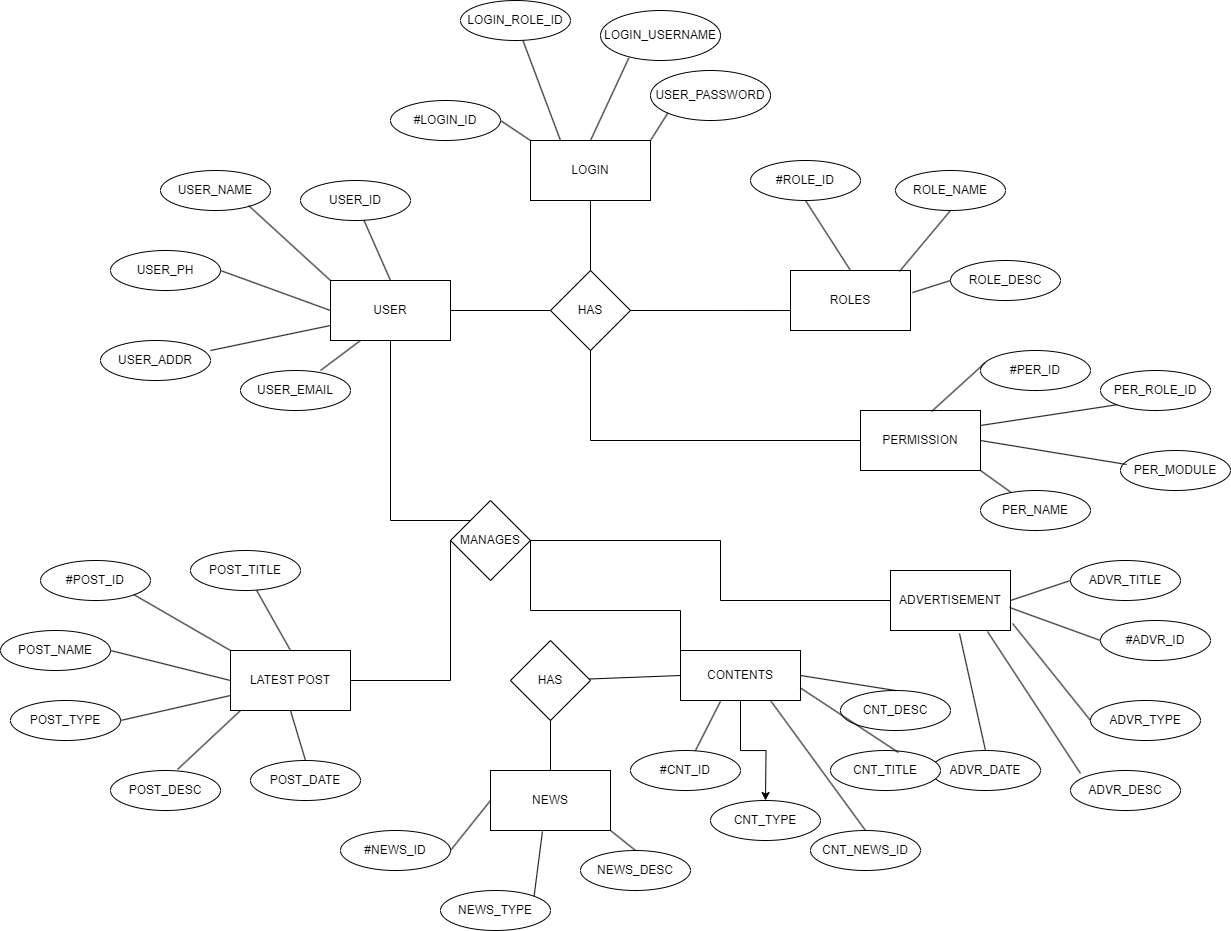 LOGIN_ROLE_ID
LOGIN_USERNAME
USER_PASSWORD
#LOGIN_ID
LOGIN
USER_NAME
USER_ID
#ROLE_ID
ROLE_NAME
USER_PH
ROLE_DESC
USER
HAS
ROLES
USER_ADDR
USER_EMAIL
#PER_ID
PER_ROLE_ID
PERMISSION
PER_MODULE
PER_NAME
MANAGES
#POST_ID
POST_TITLE
ADVR_TITLE
ADVERTISEMENT
#ADVR_ID
POST_NAME
LATEST POST
HAS
CONTENTS
CNT_DESC
POST_TYPE
ADVR_TYPE
#CNT_ID
CNT_TITLE
ADVR_DATE
POST_DESC
POST_DATE
ADVR_DESC
NEWS
CNT_TYPE
#NEWS_ID
CNT_NEWS_ID
NEWS_DESC
NEWS_TYPE